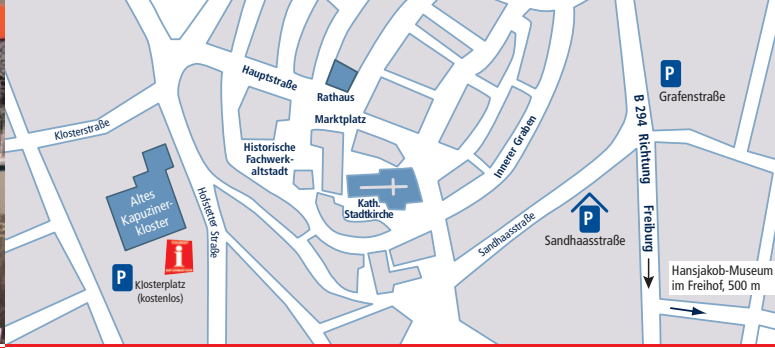 Hauptstraße
Rathaus
Marktplatz
Klosterstraße
Historische
Fachwerk-
altstadt
Kath.
Stadtkirche
Innerer Graben
B 294 Richtung Freiburg
P
Grafenstraße
Altes
Kapuziner-
kloster
Hofstetter Straße
i
P
Klosterplatz
(kostenlos)
Sandhaasstraße
P
Sandhaasstraße
Hansjakob-Museum
im Freihof, 500 m